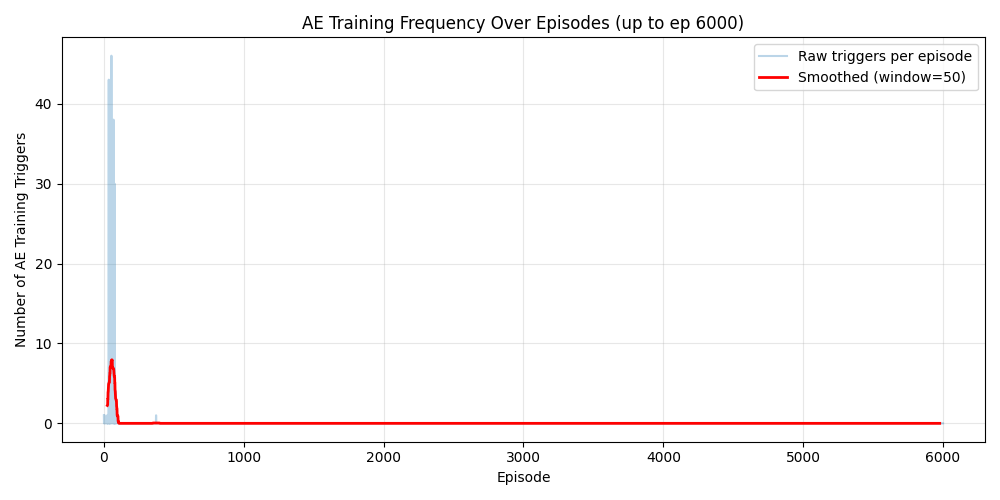 AE Training Frequency Over Episodes (up to ep 6000)
Raw triggers per episode
Smoothed (window=50)
Number of AE Training Triggers
40
30
20
10
0
0 1000 2000 3000 4000 5000 6000
Episode